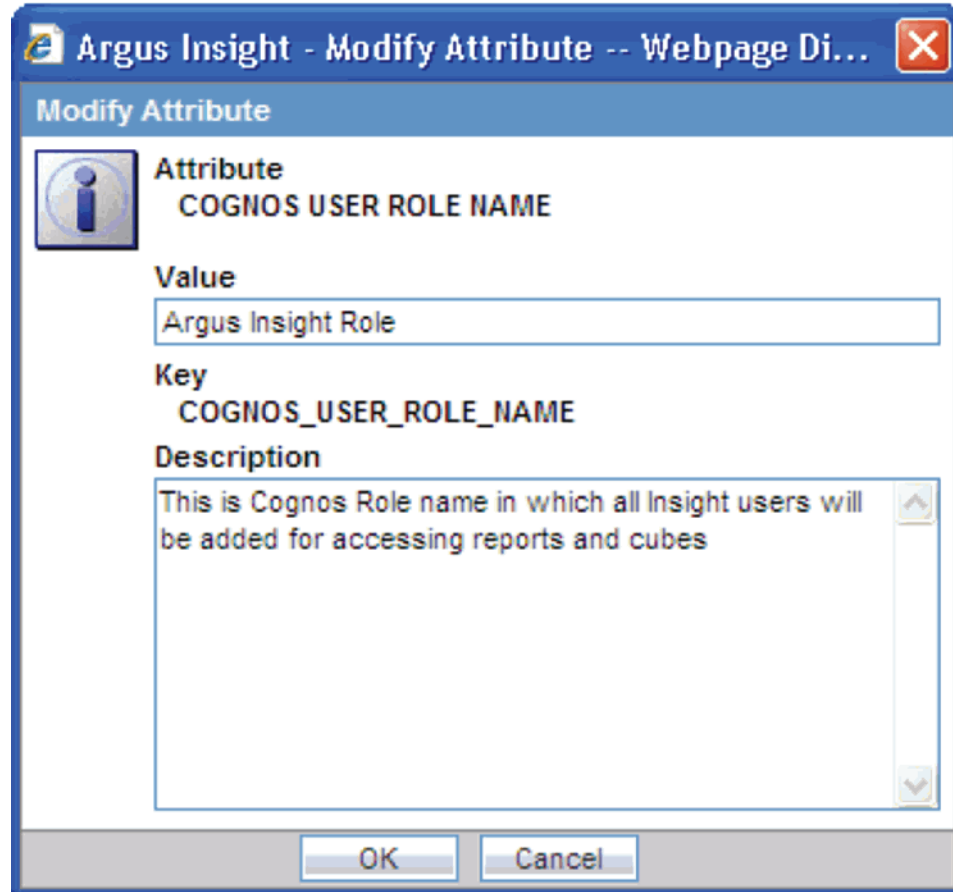 Argus Insight - Modify Attribute -- Webpage Di...
Modify Attribute
Attribute
COGNOS USER ROLE NAME
Value
Argus Insight Role
Key
COGNOS_USER_ROLE_NAME
Description
This is Cognos Role name in which all Insight users will
be added for accessing reports and cubes
OK
Cancel